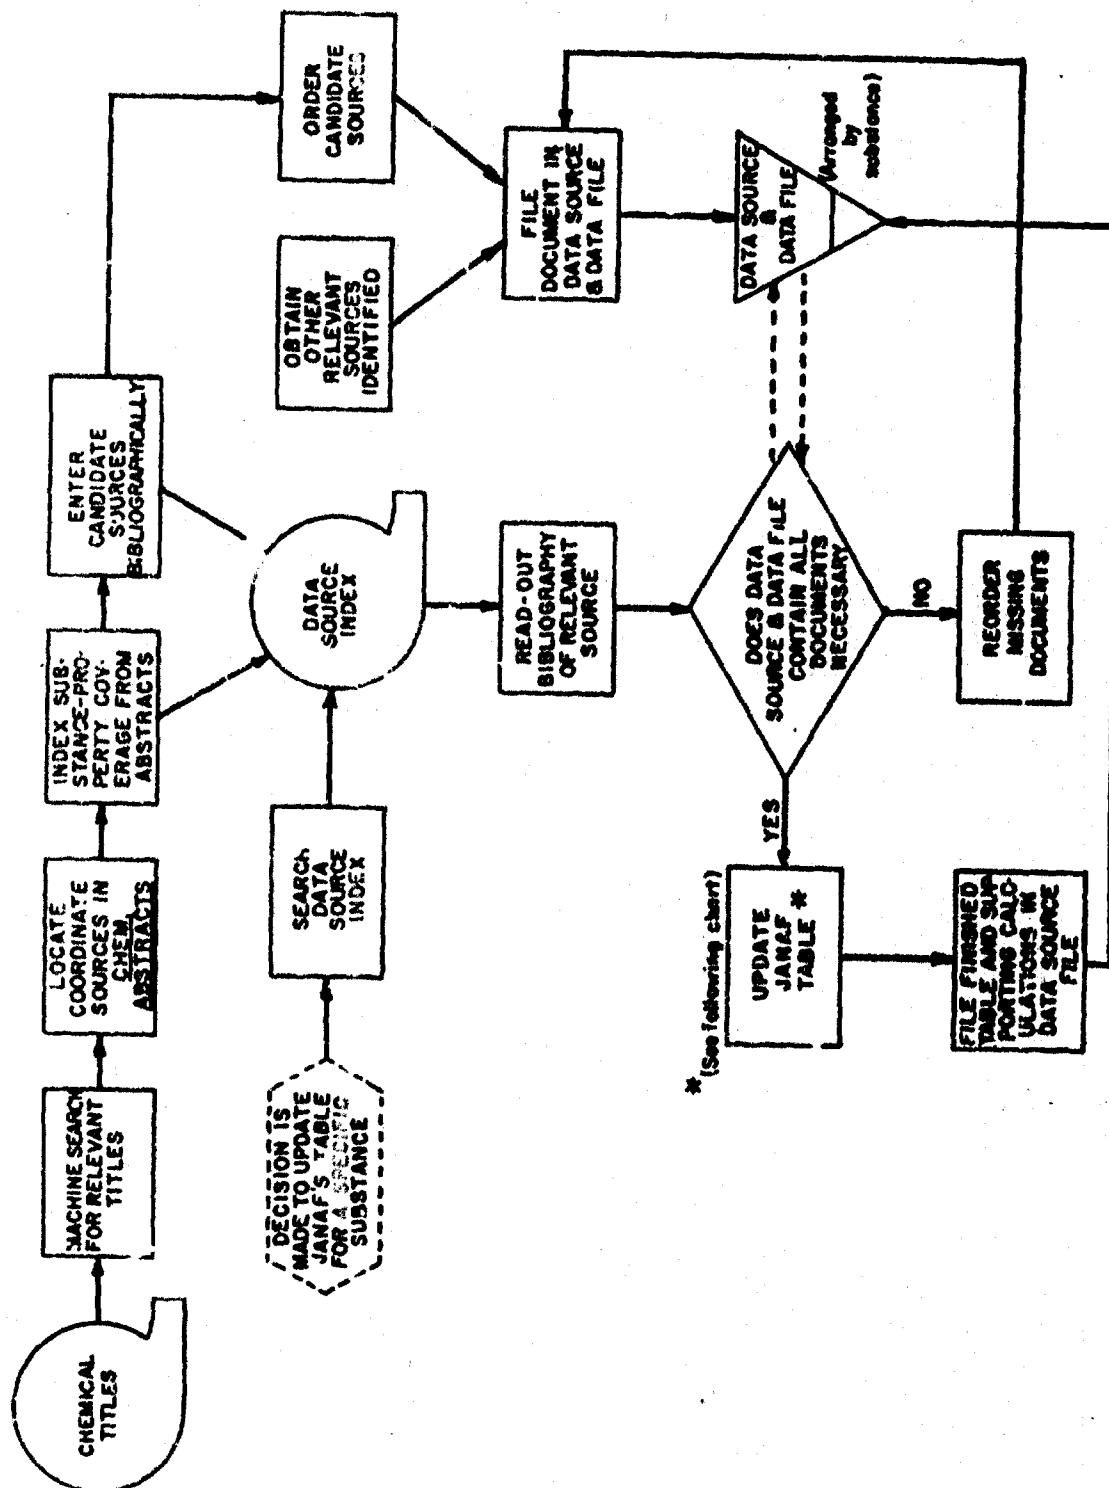 CHEMICAL
TITLES
MACHINE SEARCH
FOR RELEVANT
TITLES
LOCATE
COORDINATE
SOURCES IN
CHEM.
ABSTRACTS
INDEX SUB-
STANCE-PRO-
PERTY COV-
ERAGE FROM
ABSTRACTS
ENTER
CANDIDATE
SOURCES
BIBLIOGRAPHICALLY
ORDER
CANDIDATE
SOURCES
DECISION IS
MADE TO UPDATE
JANAF'S TABLE
FOR A SPECIFIC
SUBSTANCE
SEARCH
DATA
SOURCE
INDEX
DATA
SOURCE
INDEX
OBTAIN
OTHER
RELEVANT
SOURCES
IDENTIFIED
READ-OUT
BIBLIOGRAPHY
OF RELEVANT
SOURCE
FILE
DOCUMENT IN
DATA SOURCE
& DATA FILE
DOES DATA
SOURCE & DATA FILE
CONTAIN ALL
DOCUMENTS
NECESSARY
DATA SOURCE
&
DATA FILE
(Arranged
by
substance)
YES
NO
* (See following chart)
UPDATE
JANAF
TABLE *
REORDER
MISSING
DOCUMENTS
FILE FINISHED
TABLE AND SUP-
PORTING CALC-
ULATIONS IN
DATA SOURCE
FILE